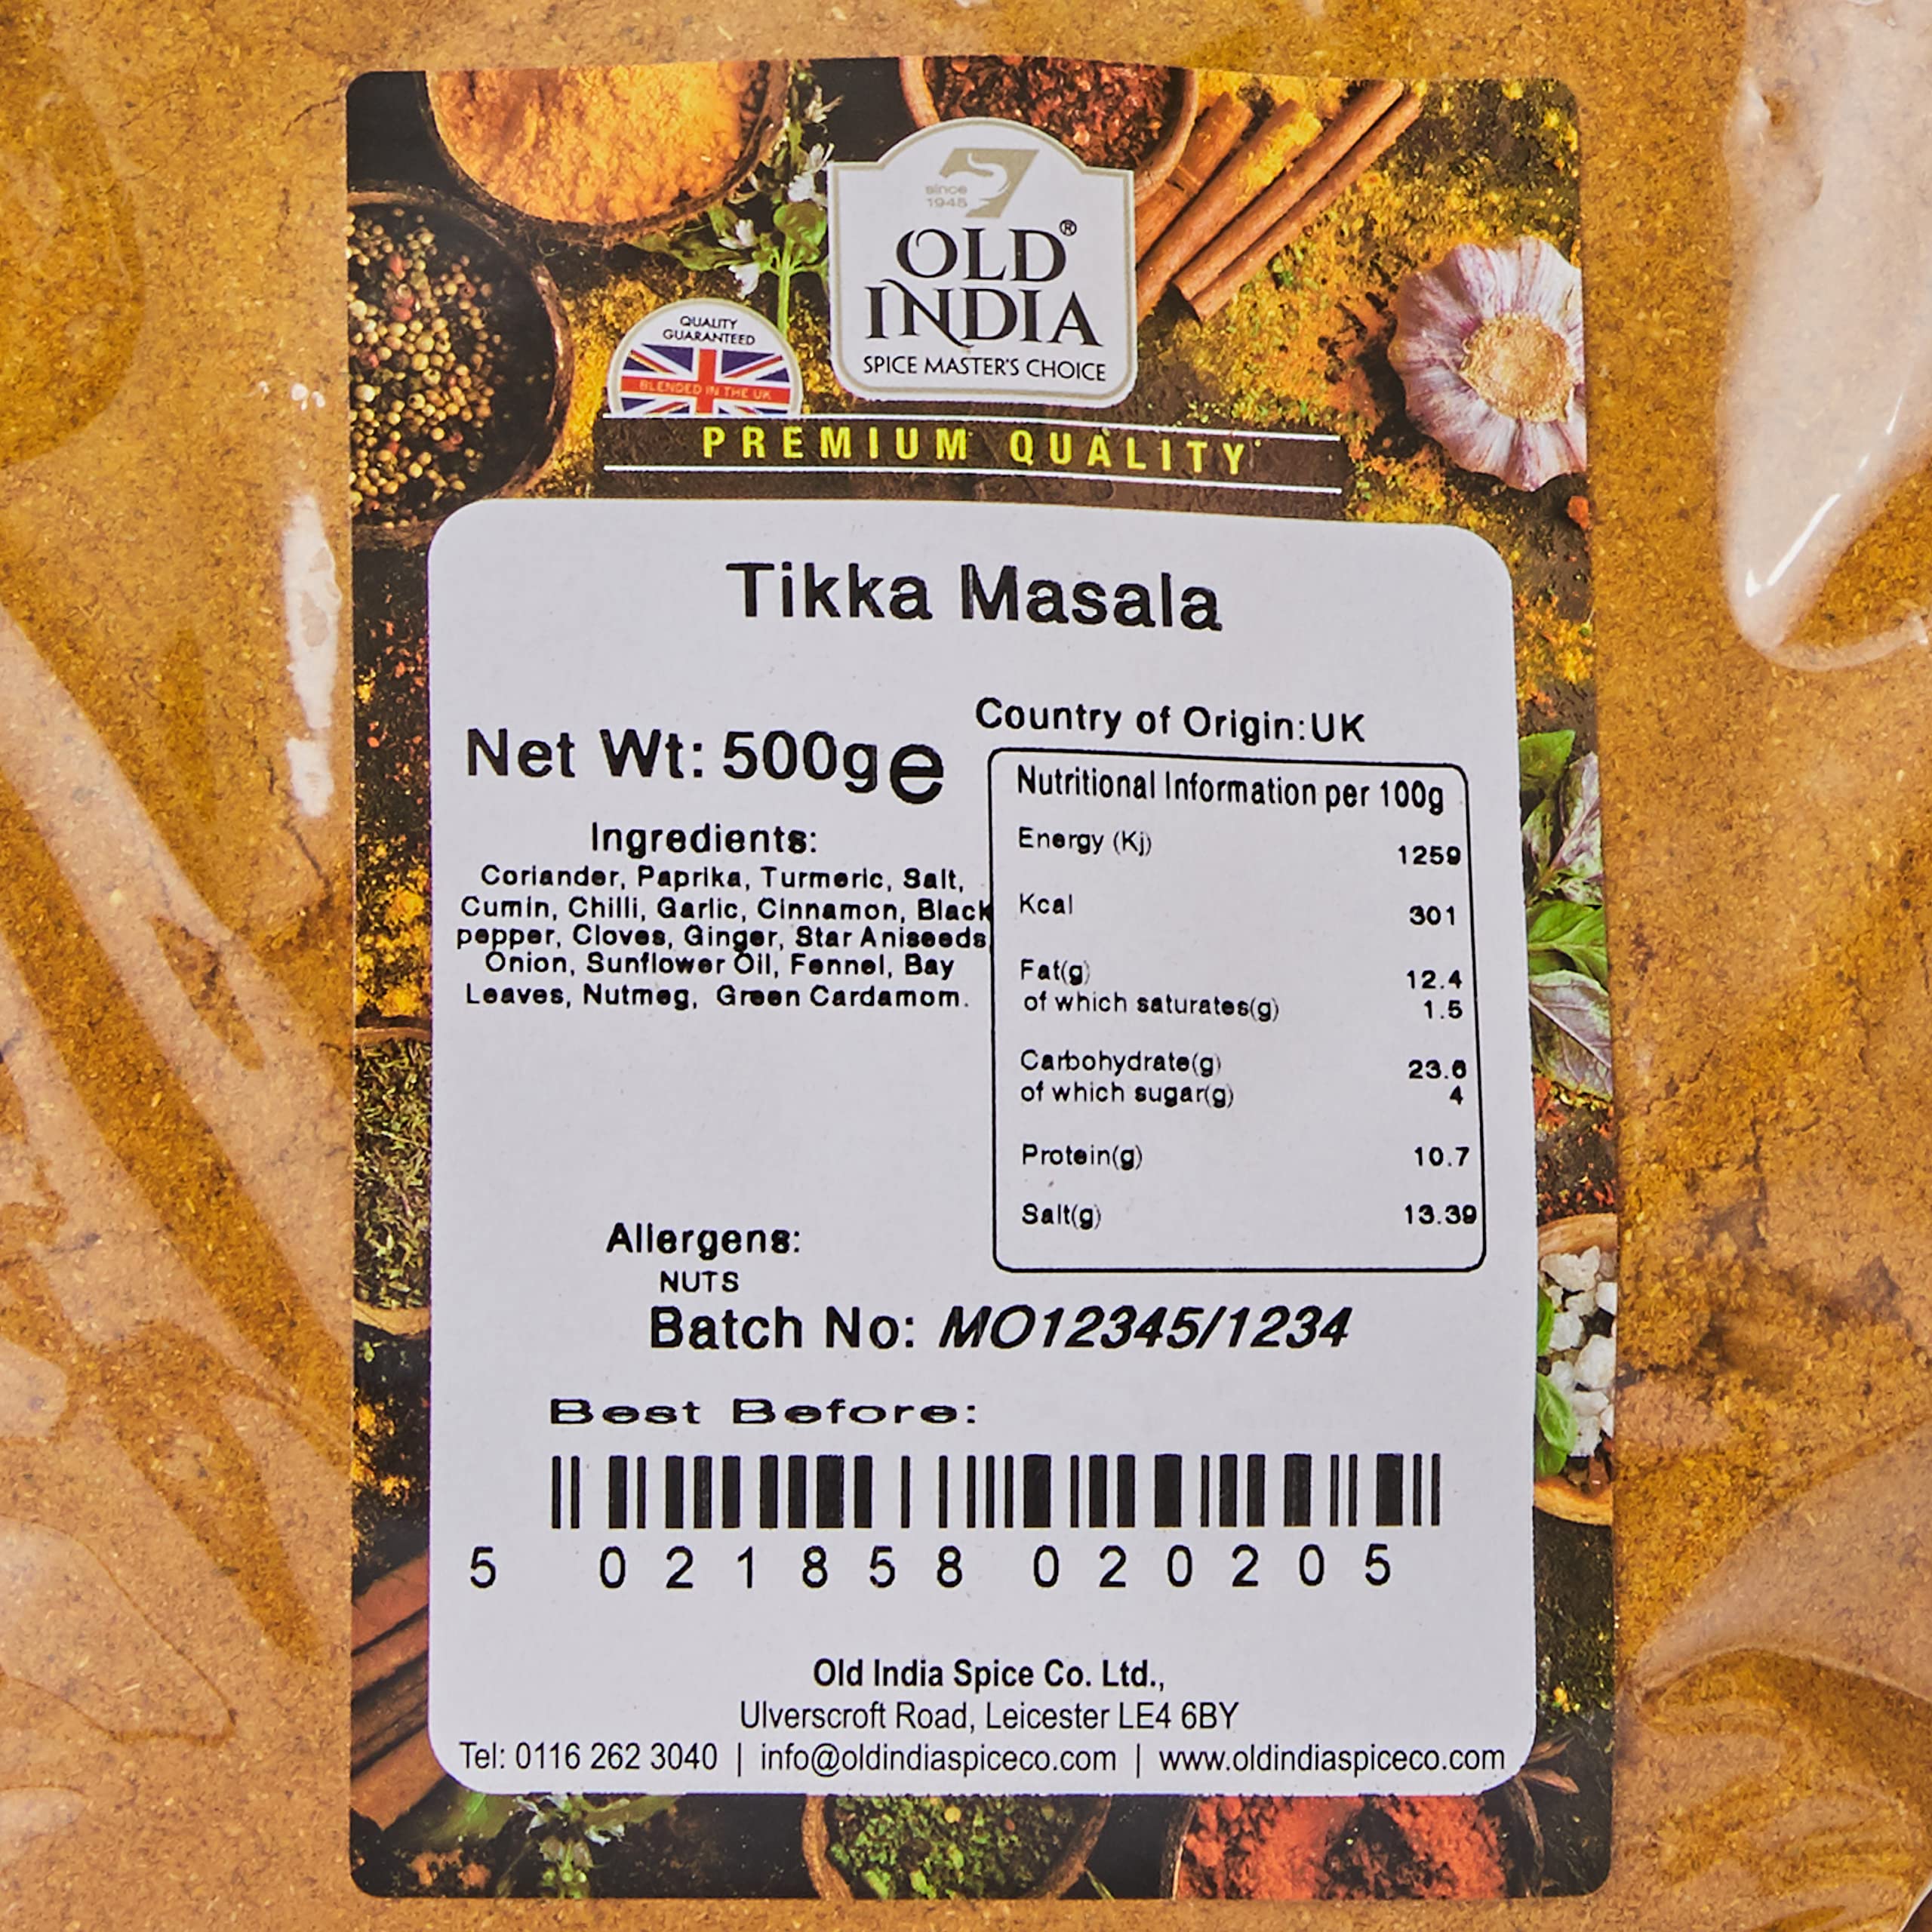 since
1945
OLD®
INDIA
SPICE MASTER'S CHOICE
QUALITY
GUARANTEED
BLENDED IN THE UK
PREMIUM QUALITY
Tikka Masala
Net Wt: 500g e
Ingredients:
Coriander, Paprika, Turmeric, Salt,
Cumin, Chilli, Garlic, Cinnamon, Black
pepper, Cloves, Ginger, Star Aniseeds,
Onion, Sunflower Oil, Fennel, Bay
Leaves, Nutmeg, Green Cardamom.
Country of Origin:UK
Nutritional Information per 100g
Energy (Kj) 1259
Kcal 301
Fat(g) 12.4
of which saturates(g) 1.5
Carbohydrate(g) 23.6
of which sugar(g) 4
Protein(g) 10.7
Salt(g) 13.39
Allergens:
NUTS
Batch No: MO12345/1234
Best Before:
5 021858 020205
Old India Spice Co. Ltd.,
Ulverscroft Road, Leicester LE4 6BY
Tel: 0116 262 3040 | info@oldindiaspiceco.com | www.oldindiaspiceco.com